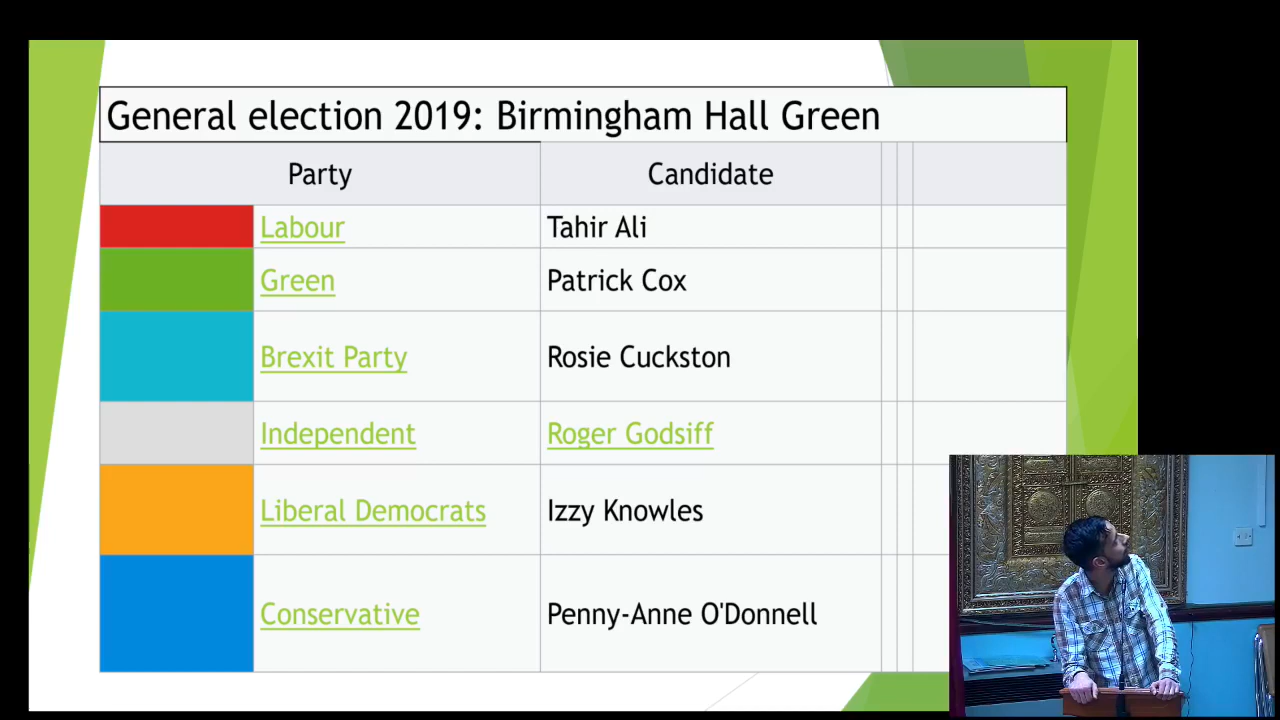 General election 2019: Birmingham Hall Green
Party Candidate
Labour Tahir Ali
Green Patrick Cox
Brexit Party Rosie Cuckston
Independent Roger Godsiff
Liberal Democrats Izzy Knowles
Conservative Penny-Anne O'Donnell